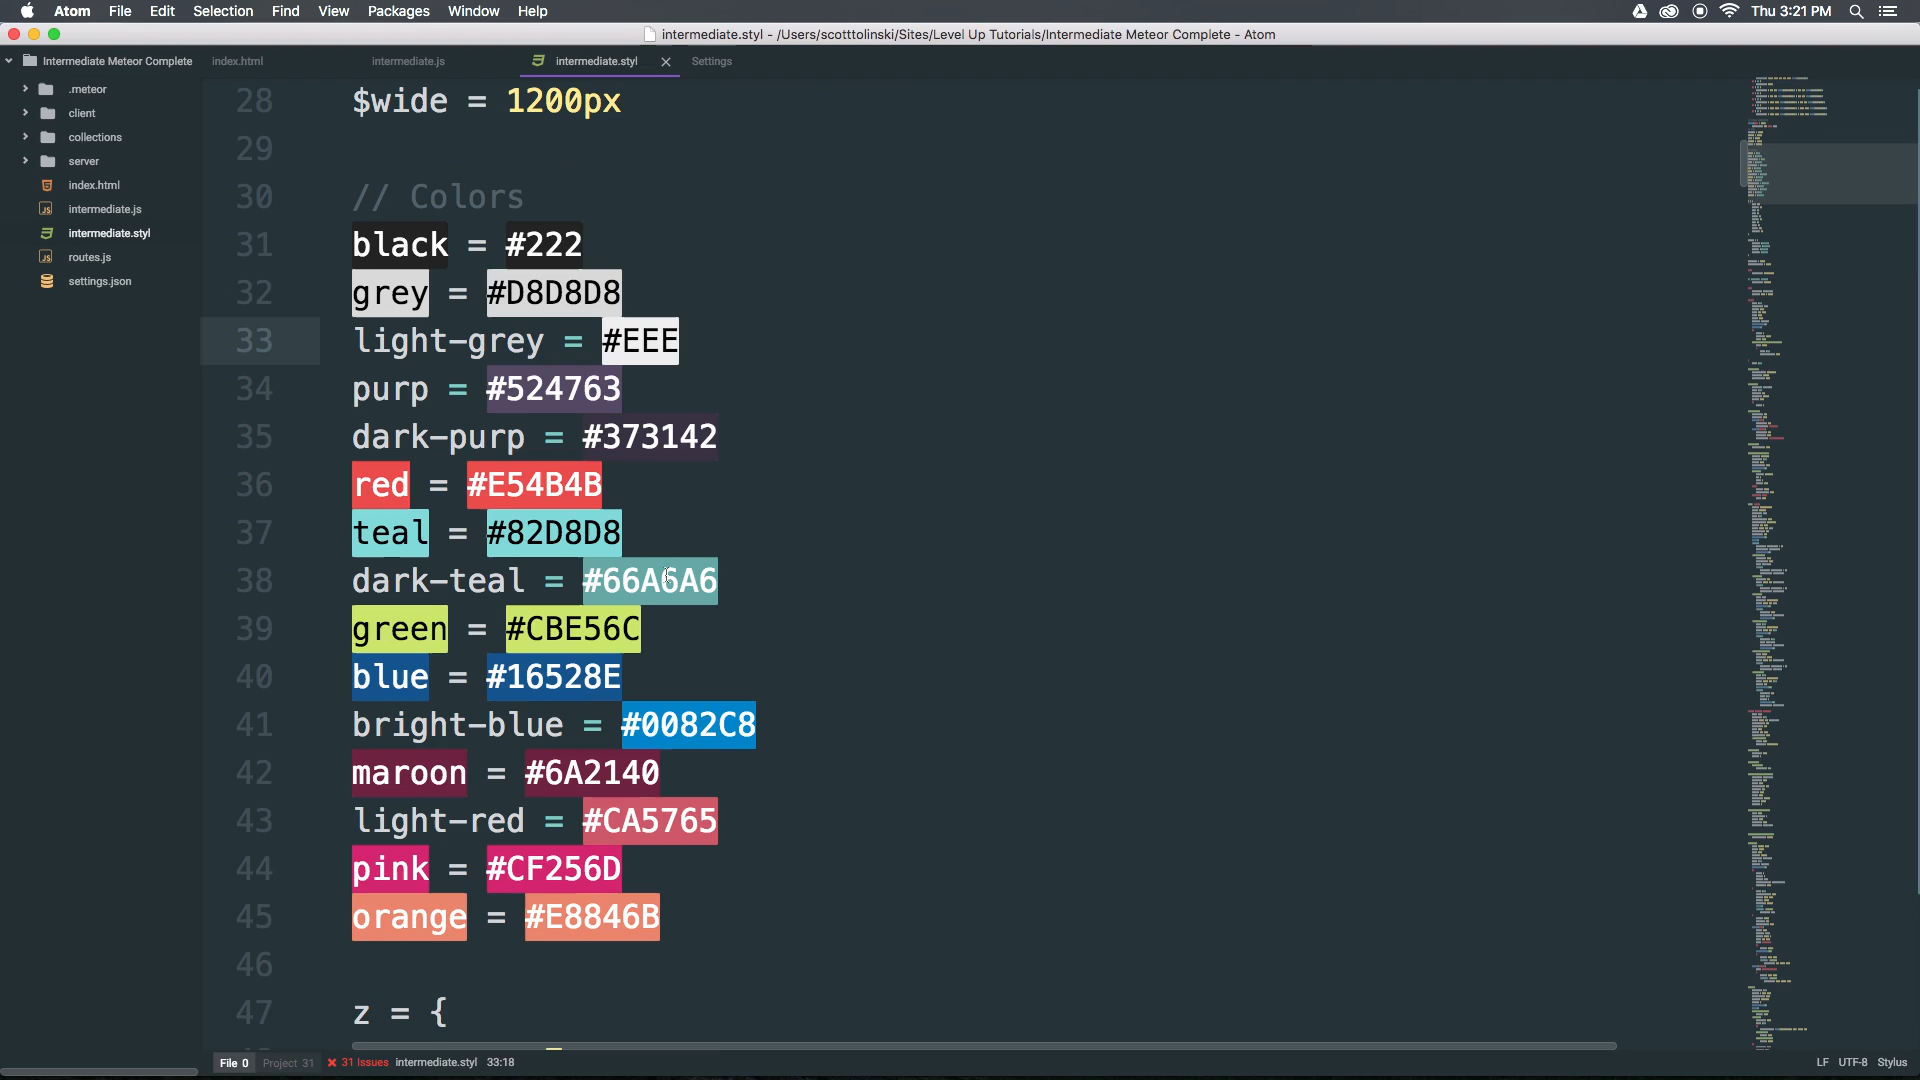 Atom File Edit Selection Find View Packages Window Help Thu 3:21 PM
intermediate.styl - /Users/scotttolinski/Sites/Level Up Tutorials/Intermediate Meteor Complete - Atom
Intermediate Meteor Complete
index.html intermediate.js intermediate.styl Settings
.meteor
client
collections
server
index.html
intermediate.js
intermediate.styl
routes.js
settings.json
28 $wide = 1200px
29
30 // Colors
31 black = #222
32 grey = #D8D8D8
33 light-grey = #EEE
34 purp = #524763
35 dark-purp = #373142
36 red = #E54B4B
37 teal = #82D8D8
38 dark-teal = #66A6A6
39 green = #CBE56C
40 blue = #16528E
41 bright-blue = #0082C8
42 maroon = #6A2140
43 light-red = #CA5765
44 pink = #CF256D
45 orange = #E8846B
46
47 z = {
File 0 Project 31 31 Issues intermediate.styl 33:18 LF UTF-8 Stylus